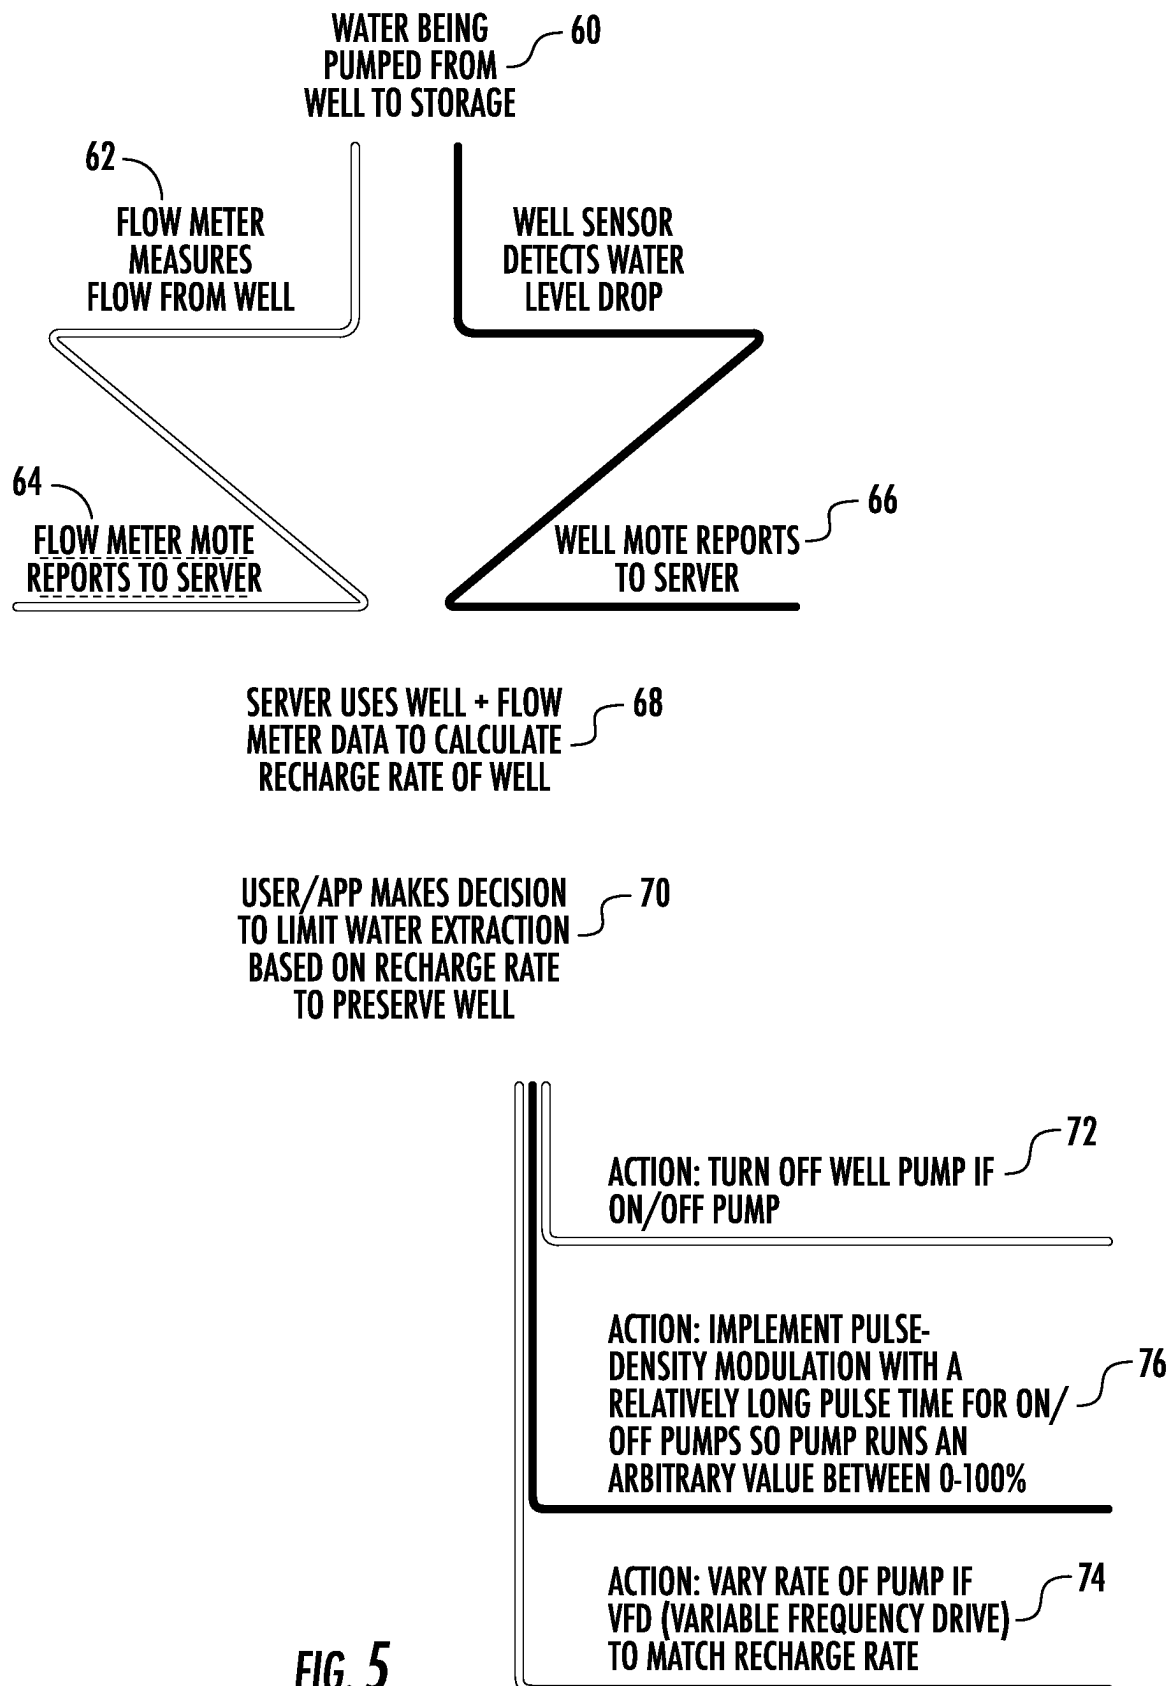 WATER BEING
PUMPED FROM
WELL TO STORAGE
60
62
FLOW METER
MEASURES
FLOW FROM WELL
WELL SENSOR
DETECTS WATER
LEVEL DROP
64
FLOW METER MOTE
REPORTS TO SERVER
66
WELL MOTE REPORTS
TO SERVER
SERVER USES WELL + FLOW
METER DATA TO CALCULATE
RECHARGE RATE OF WELL
68
USER/APP MAKES DECISION
TO LIMIT WATER EXTRACTION
BASED ON RECHARGE RATE
TO PRESERVE WELL
70
72
ACTION: TURN OFF WELL PUMP IF
ON/OFF PUMP
ACTION: IMPLEMENT PULSE-
DENSITY MODULATION WITH A
RELATIVELY LONG PULSE TIME FOR ON/
OFF PUMPS SO PUMP RUNS AN
ARBITRARY VALUE BETWEEN 0-100%
76
ACTION: VARY RATE OF PUMP IF
VFD (VARIABLE FREQUENCY DRIVE)
TO MATCH RECHARGE RATE
74
FIG. 5